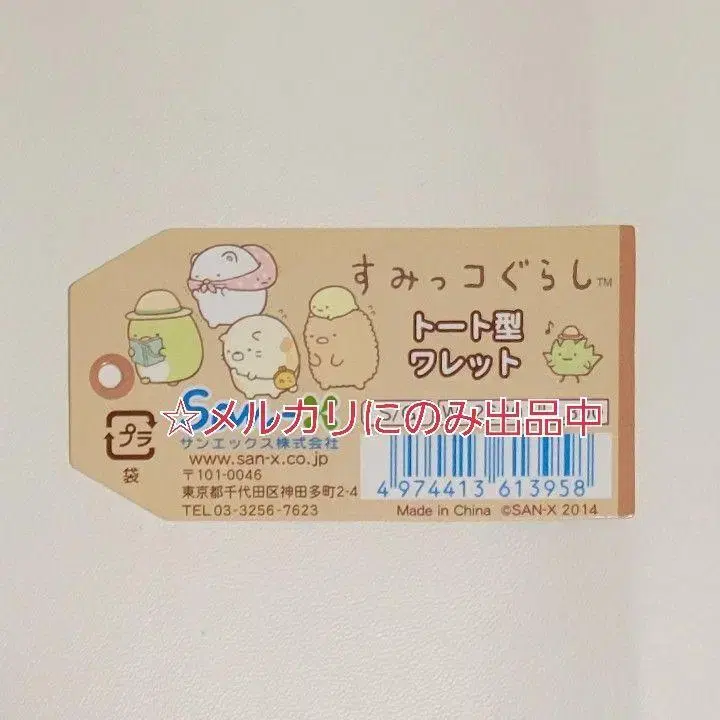 すみっコぐらし™
トート型
ワレット
San-X
☆メルカリにのみ出品中
サンエックス株式会社
www.san-x.co.jp
〒101-0046
東京都千代田区神田多町2-4
TEL 03-3256-7623
プラ
袋
4 974413 613958
Made in China ©SAN-X 2014